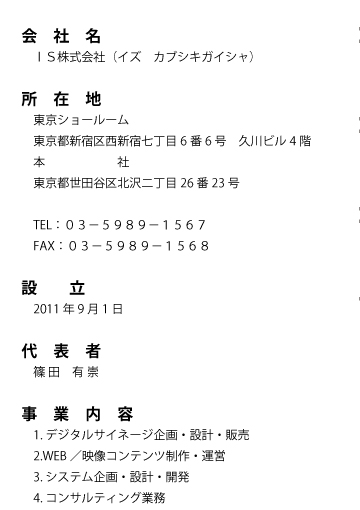 会　社　名
ＩＳ株式会社（イズ　カブシキガイシャ）
所　在　地
東京ショールーム
東京都新宿区西新宿七丁目６番６号　久川ビル４階
本　　　　　社
東京都世田谷区北沢二丁目 26 番 23 号
TEL：０３－５９８９－１５６７
FAX：０３－５９８９－１５６８
設　　立
2011 年９月１日
代　表　者
篠 田　有 崇
事　業　内　容
1. デジタルサイネージ企画・設計・販売
2.WEB ／映像コンテンツ制作・運営
3. システム企画・設計・開発
4. コンサルティング業務